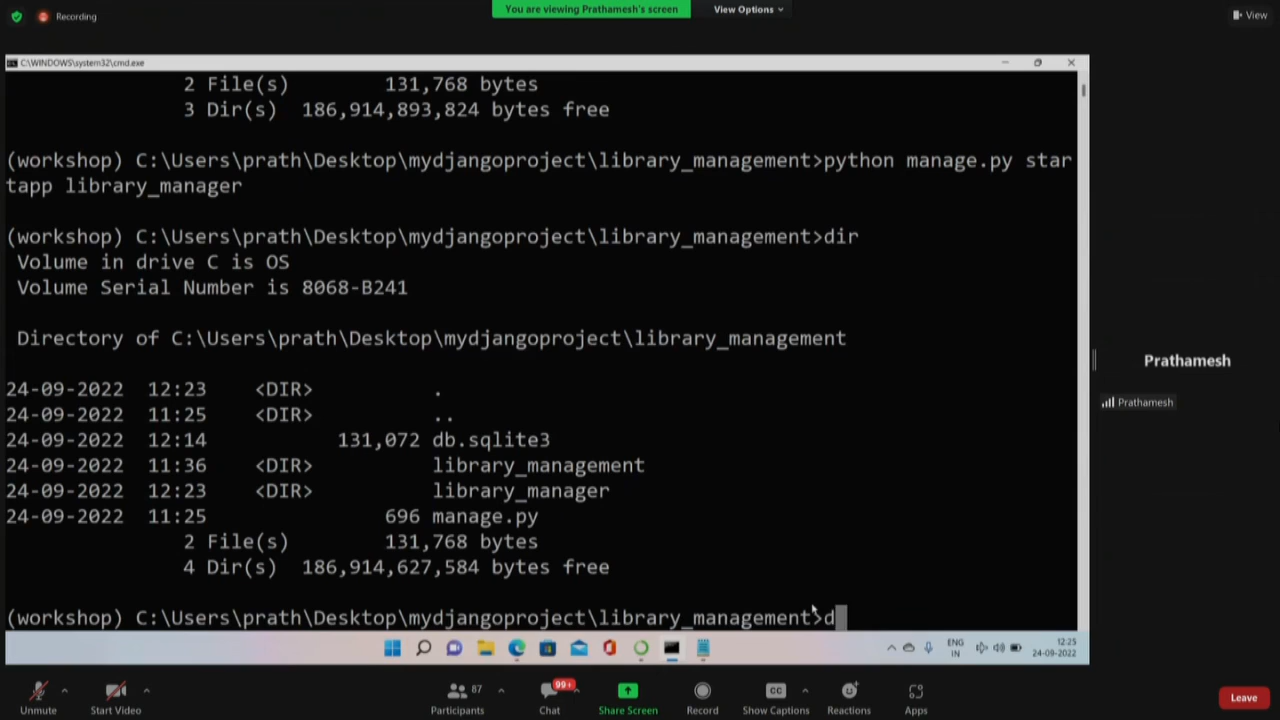 Recording
You are viewing Prathamesh's screen
View Options
View
C:\WINDOWS\system32\cmd.exe
2 File(s) 131,768 bytes
3 Dir(s) 186,914,893,824 bytes free
(workshop) C:\Users\prath\Desktop\mydjangoproject\library_management>python manage.py star
tapp library_manager
(workshop) C:\Users\prath\Desktop\mydjangoproject\library_management>dir
Volume in drive C is OS
Volume Serial Number is 8068-B241
Directory of C:\Users\prath\Desktop\mydjangoproject\library_management
24-09-2022 12:23 <DIR> .
24-09-2022 11:25 <DIR> ..
24-09-2022 12:14 131,072 db.sqlite3
24-09-2022 11:36 <DIR> library_management
24-09-2022 12:23 <DIR> library_manager
24-09-2022 11:25 696 manage.py
2 File(s) 131,768 bytes
4 Dir(s) 186,914,627,584 bytes free
(workshop) C:\Users\prath\Desktop\mydjangoproject\library_management>d
Prathamesh
Prathamesh
ENG
IN
12:25
24-09-2022
Unmute
Start Video
Participants
87
Chat
99+
Share Screen
Record
CC
Show Captions
Reactions
Apps
Leave